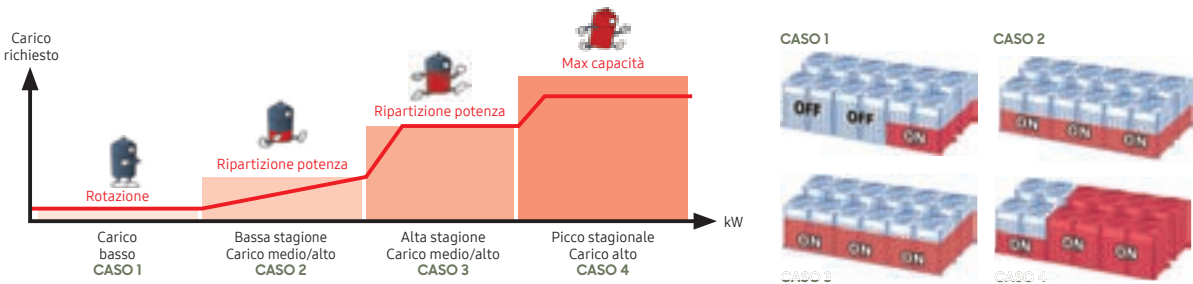 Carico
richiesto
Rotazione
Ripartizione potenza
Ripartizione potenza
Max capacità
kW
Carico
basso
CASO 1
Bassa stagione
Carico medio/alto
CASO 2
Alta stagione
Carico medio/alto
CASO 3
Picco stagionale
Carico alto
CASO 4
CASO 1
OFF
OFF
ON
CASO 2
ON
ON
ON
ON
ON
ON
CASO 3
ON
ON
ON
CASO 4